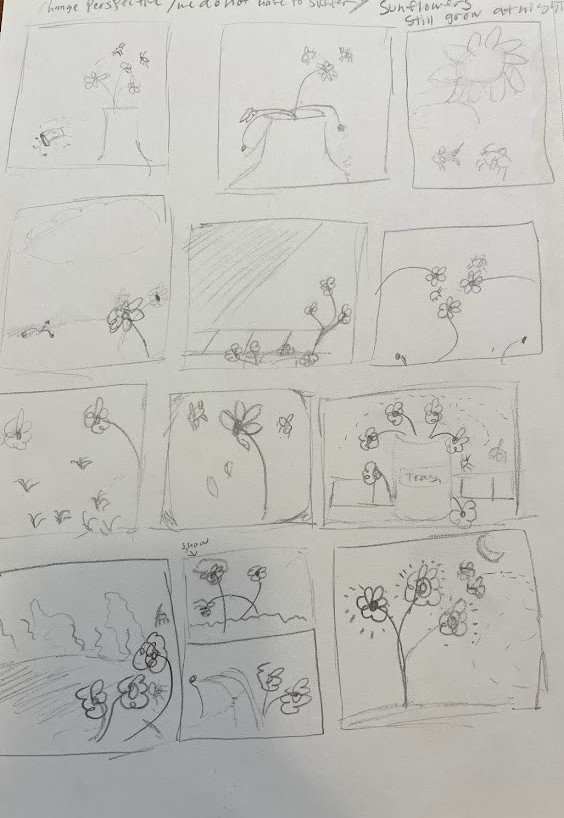 Change Perspective / we do not have to suffer / Sunflowers
still grow at night
Trash
snow